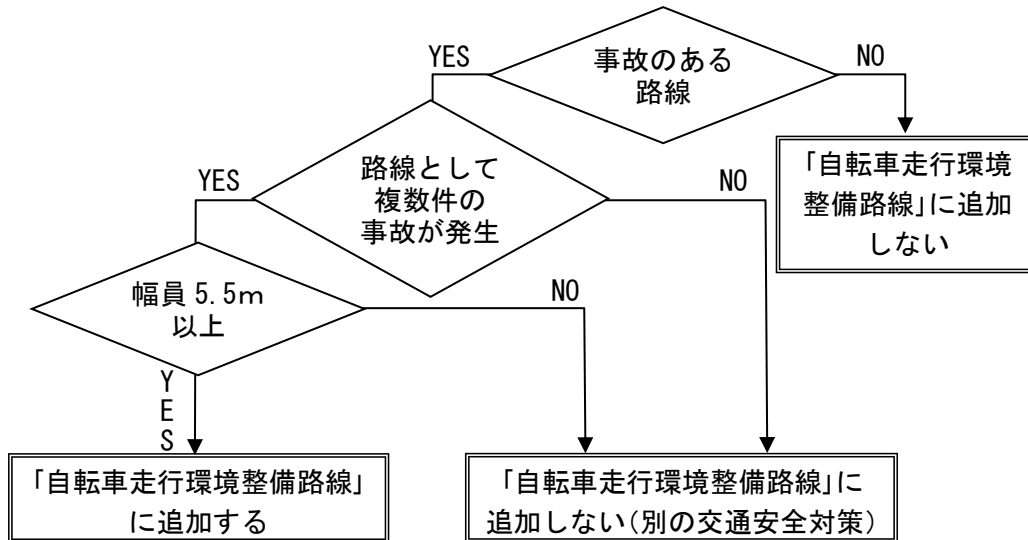 YES
事故のある
路線
NO
YES
路線として
複数件の
事故が発生
NO
「自転車走行環境
整備路線」に追加
しない
幅員5.5m
以上
NO
YES
「自転車走行環境整備路線」
に追加する
「自転車走行環境整備路線」に
追加しない(別の交通安全対策)